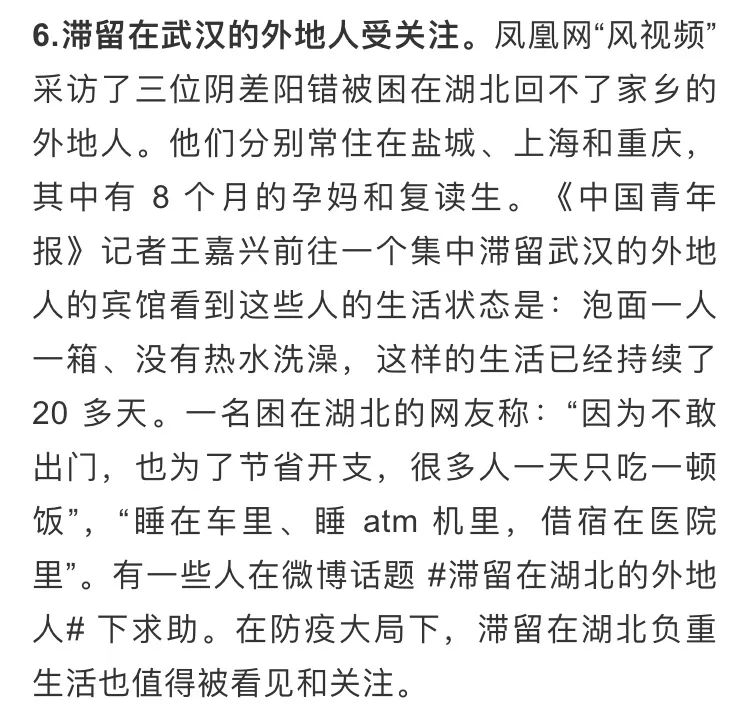 6.滞留在武汉的外地人受关注。凤凰网“风视频”
采访了三位阴差阳错被困在湖北回不了家乡的
外地人。他们分别常住在盐城、上海和重庆，
其中有 8 个月的孕妈和复读生。《中国青年
报》记者王嘉兴前往一个集中滞留武汉的外地
人的宾馆看到这些人的生活状态是：泡面一人
一箱、没有热水洗澡，这样的生活已经持续了
20 多天。一名困在湖北的网友称：“因为不敢
出门，也为了节省开支，很多人一天只吃一顿
饭”，“睡在车里、睡 atm 机里，借宿在医院
里”。有一些人在微博话题 #滞留在湖北的外地
人# 下求助。在防疫大局下，滞留在湖北负重
生活也值得被看见和关注。